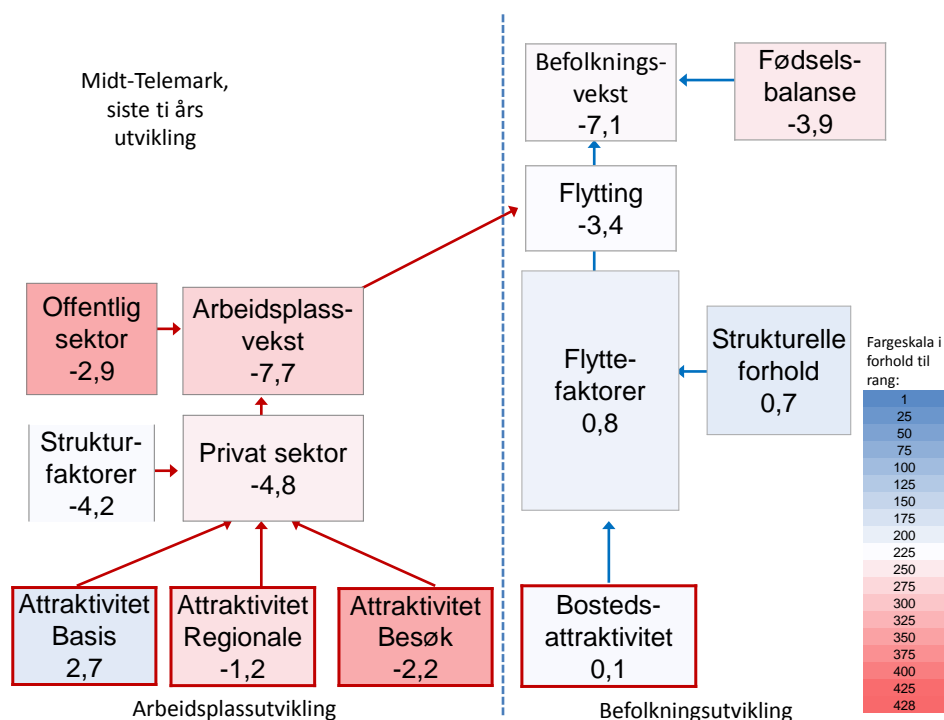 Midt-Telemark,
siste ti års
utvikling
Befolknings-
vekst
-7,1
Fødsels-
balanse
-3,9
Flytting
-3,4
Offentlig
sektor
-2,9
Arbeidsplass-
vekst
-7,7
Flytte-
faktorer
0,8
Strukturelle
forhold
0,7
Struktur-
faktorer
-4,2
Privat sektor
-4,8
Attraktivitet
Basis
2,7
Attraktivitet
Regionale
-1,2
Attraktivitet
Besøk
-2,2
Bosteds-
attraktivitet
0,1
Arbeidsplassutvikling
Befolkningsutvikling
Fargeskala i
forhold til
rang:
1
25
50
75
100
125
150
175
200
225
250
275
300
325
350
375
400
425
428